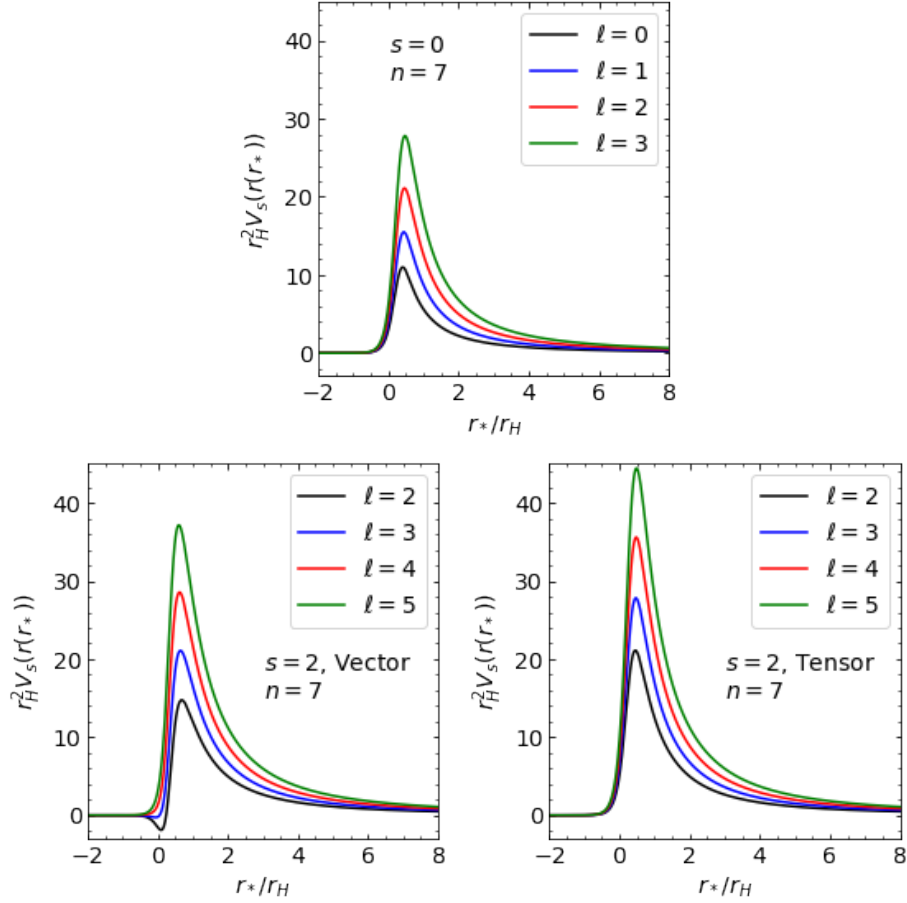 40
30
20
10
0
r_H^2 V_s(r(r_*))
s = 0
n = 7
ℓ = 0
ℓ = 1
ℓ = 2
ℓ = 3
−2 0 2 4 6 8
r_*/r_H
40
30
20
10
0
r_H^2 V_s(r(r_*))
ℓ = 2
ℓ = 3
ℓ = 4
ℓ = 5
s = 2, Vector
n = 7
−2 0 2 4 6 8
r_*/r_H
40
30
20
10
0
r_H^2 V_s(r(r_*))
ℓ = 2
ℓ = 3
ℓ = 4
ℓ = 5
s = 2, Tensor
n = 7
−2 0 2 4 6 8
r_*/r_H